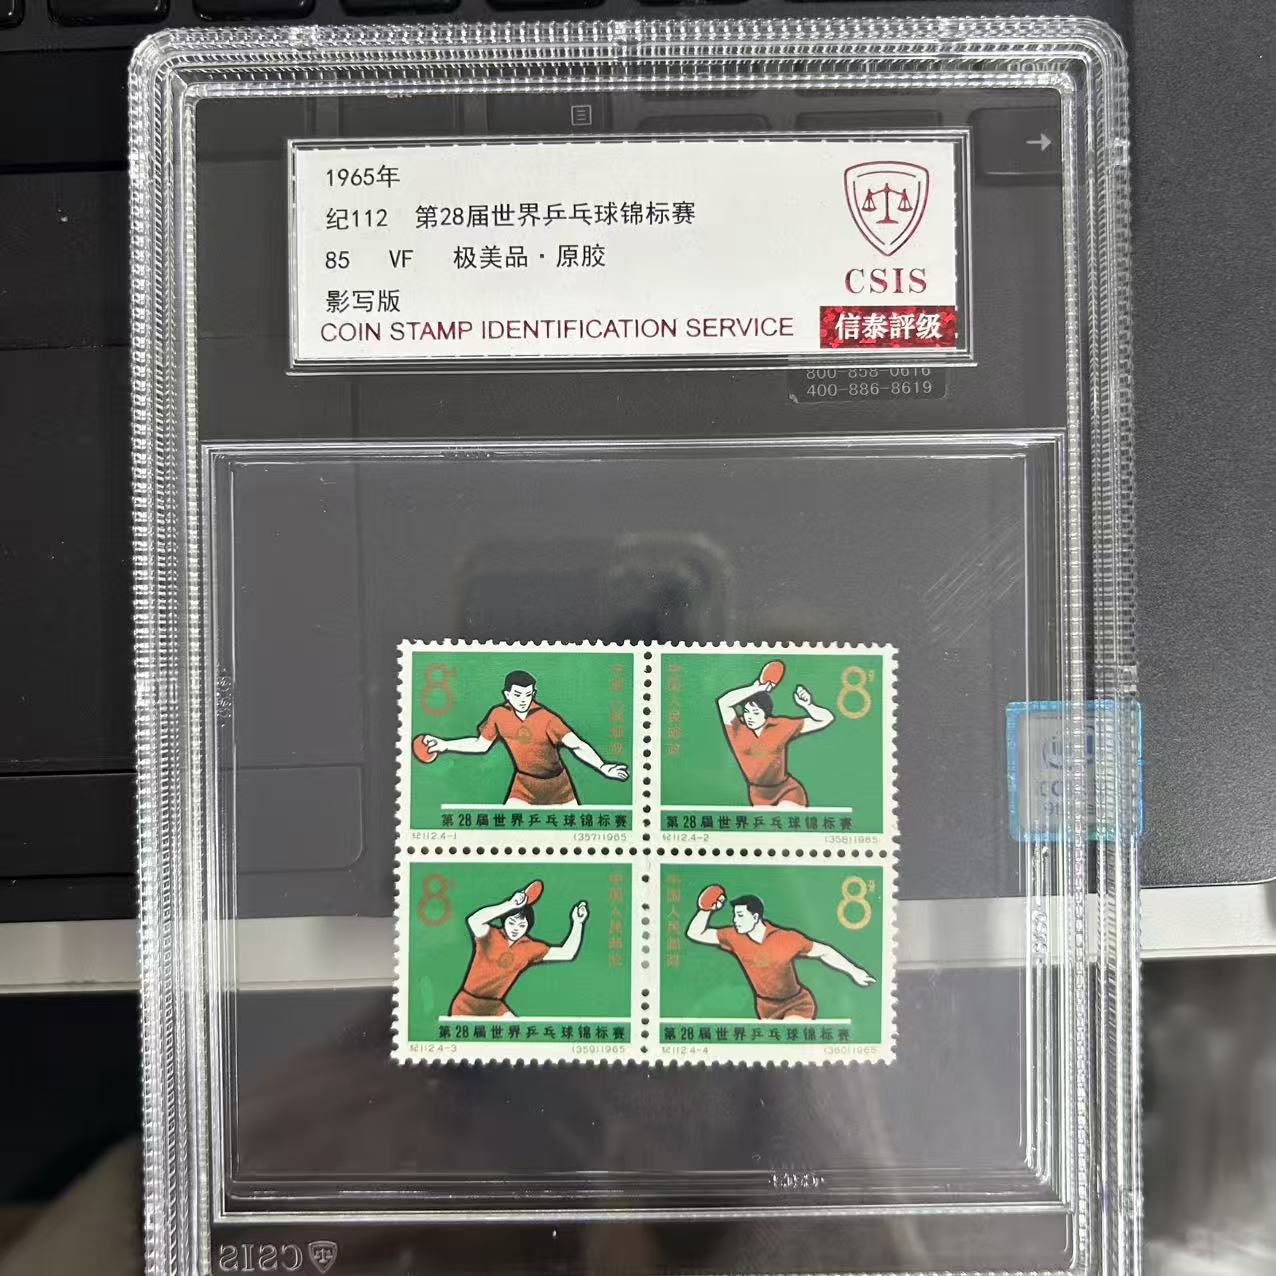 1965年
纪112 第28届世界乒乓球锦标赛
85 VF 极美品·原胶
影写版
COIN STAMP IDENTIFICATION SERVICE
CSIS
信泰評级
800-858-0616
400-886-8619
8分
中国人民邮政
第28届世界乒乓球锦标赛
纪112.4-1 (357)1965
中国人民邮政
8分
第28届世界乒乓球锦标赛
纪112.4-2 (358)1965
8分
中国人民邮政
第28届世界乒乓球锦标赛
纪112.4-3 (359)1965
中国人民邮政
8分
第28届世界乒乓球锦标赛
纪112.4-4 (360)1965
CSIS